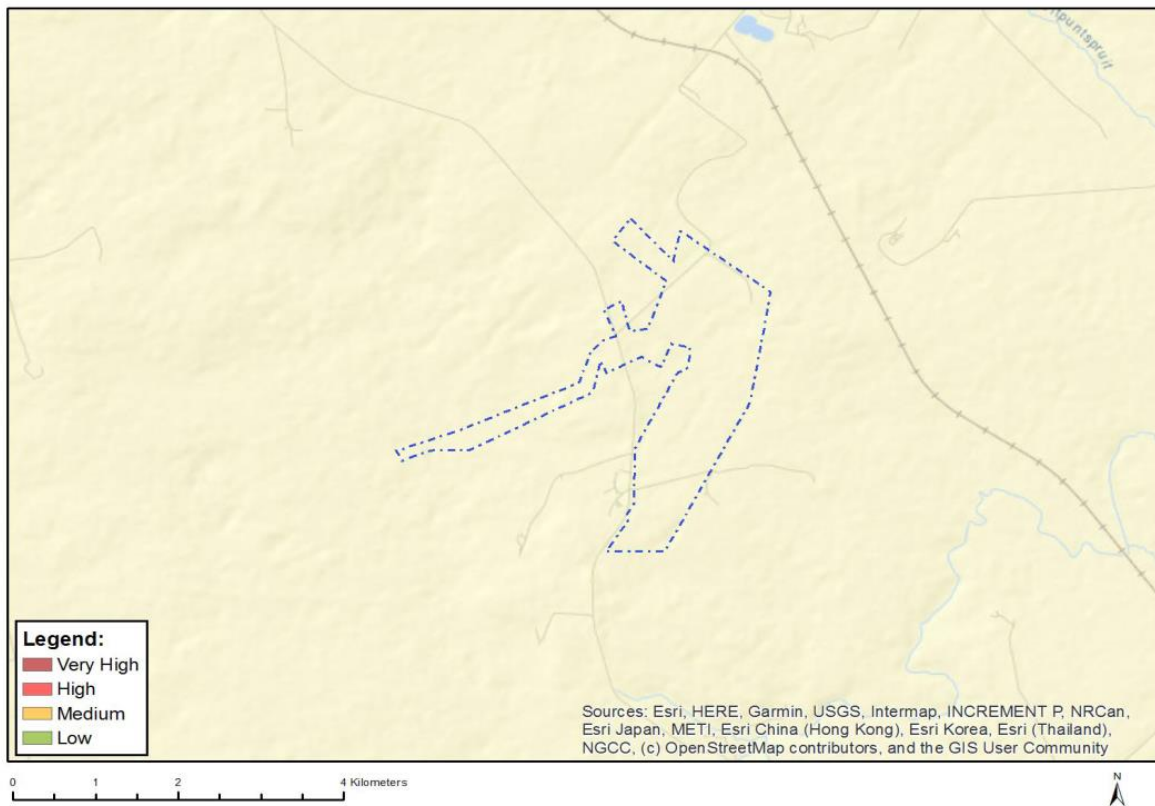 Legend:
Very High
High
Medium
Low
Sources: Esri, HERE, Garmin, USGS, Intermap, INCREMENT P, NRCan,
Esri Japan, METI, Esri China (Hong Kong), Esri Korea, Esri (Thailand),
NGCC, (c) OpenStreetMap contributors, and the GIS User Community
0 1 2 4 Kilometers
N